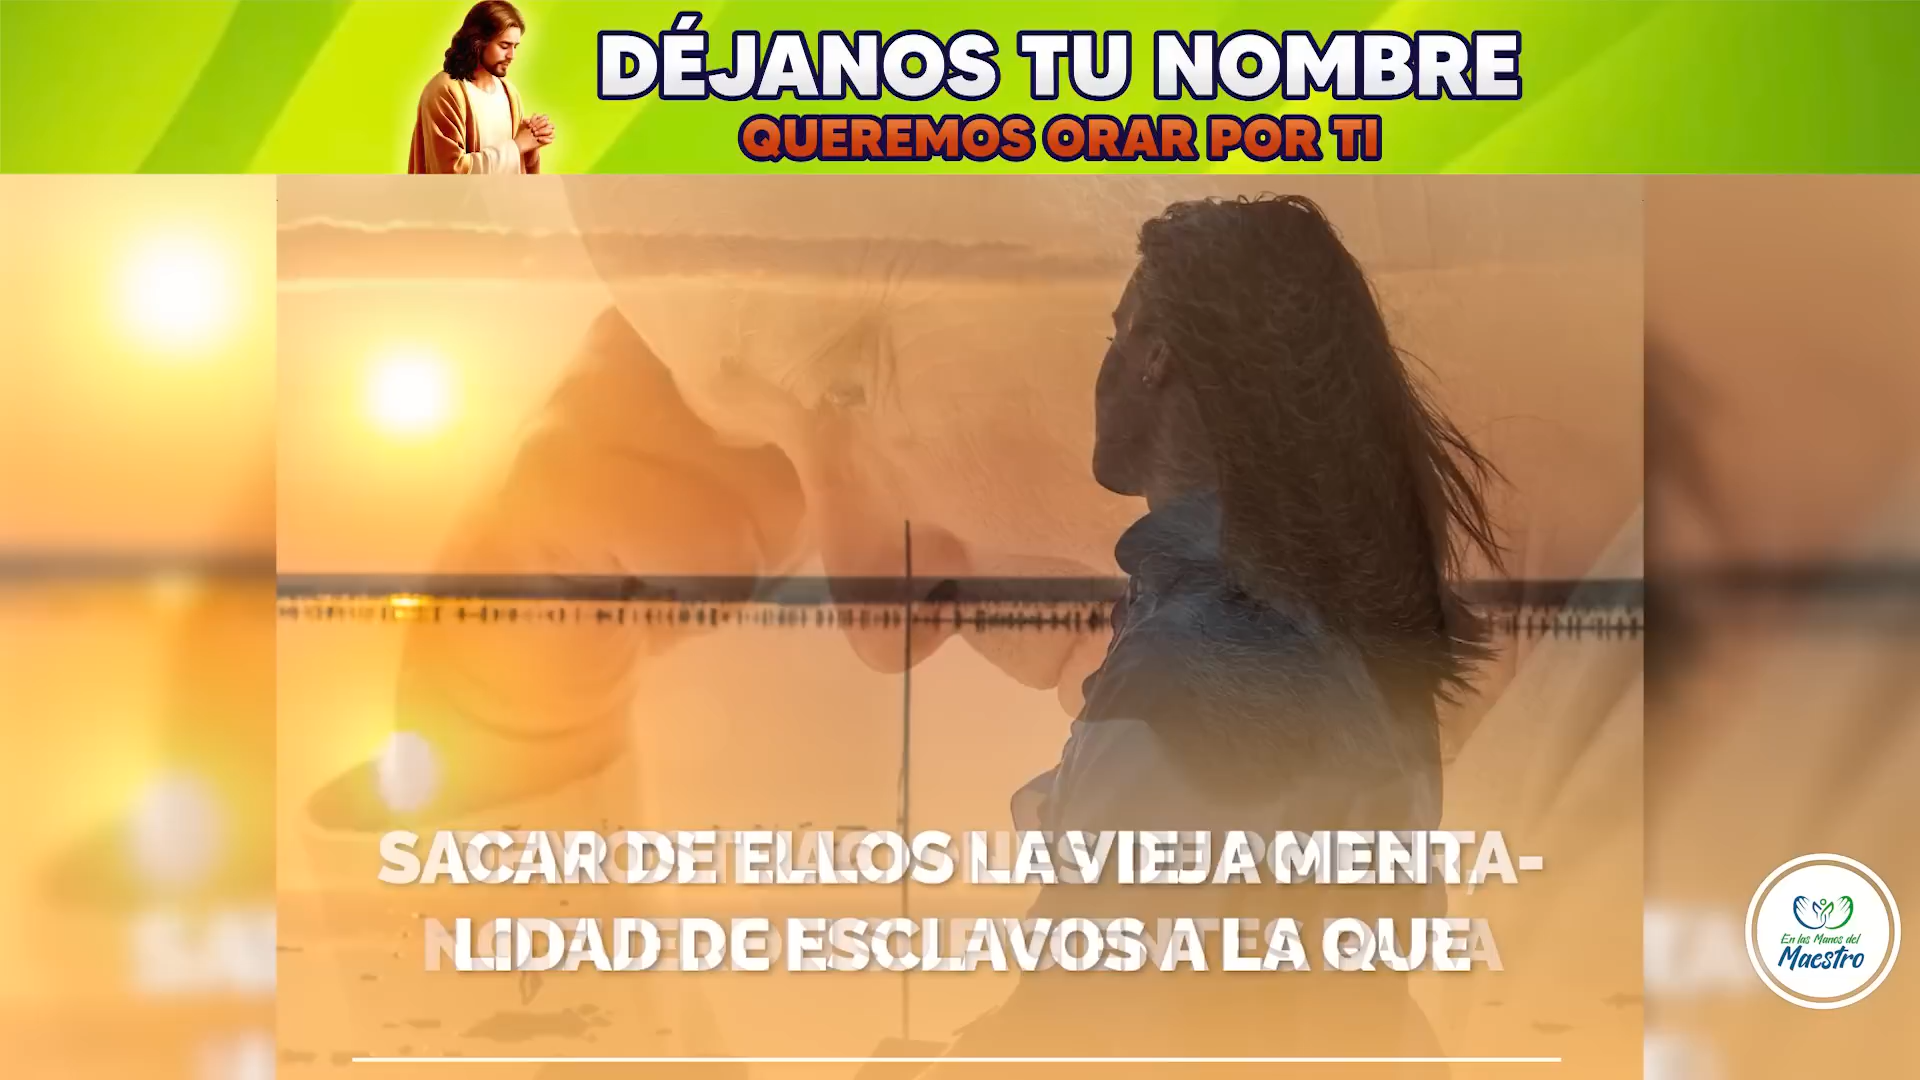 DÉJANOS TU NOMBRE
QUEREMOS ORAR POR TI
SACAR DE ELLOS LA VIEJA MENTA-
LIDAD DE ESCLAVOS A LA QUE
En las Manos del
Maestro